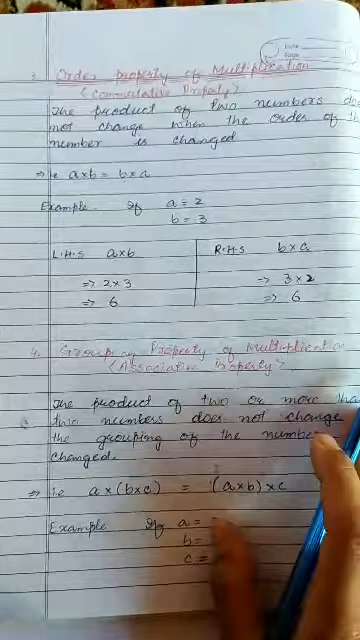 Date
Page
3. Order property of Multiplication
(Commutative Property)
The product of two numbers does
not change when the order of the
number is changed
⇒ i.e a×b = b×a
Example. If a = 2
b = 3
L.H.S a×b R.H.S b×a
⇒ 2×3 ⇒ 3×2
⇒ 6 ⇒ 6
4. Grouping Property of Multiplication
(Associative Property)
The product of two or more than
two numbers does not change
the grouping of the number
changed.
⇒ i.e a×(b×c) = (a×b)×c
Example If a =
b =
c =